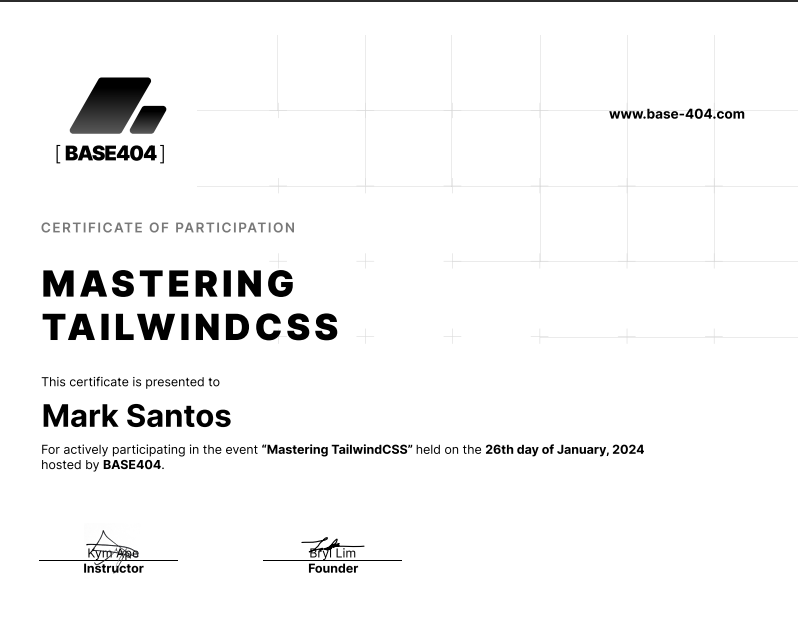 [ BASE404 ]
www.base-404.com
CERTIFICATE OF PARTICIPATION
MASTERING
TAILWINDCSS
This certificate is presented to
Mark Santos
For actively participating in the event “Mastering TailwindCSS” held on the 26th day of January, 2024
hosted by BASE404.
Kym
Instructor
Bryl Lim
Founder